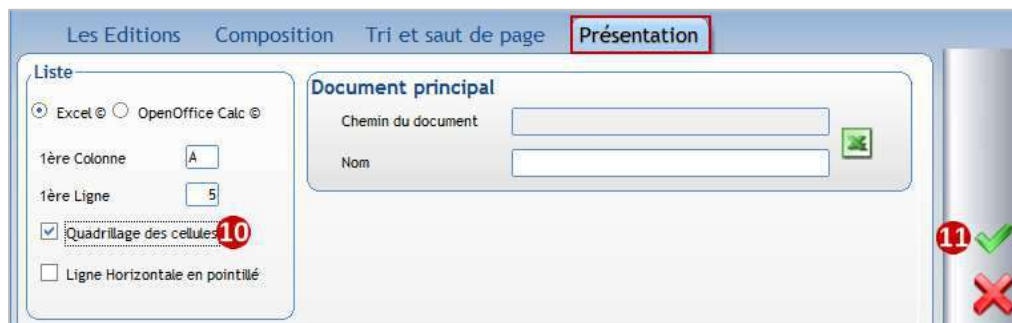 Les Editions Composition Tri et saut de page Présentation
Liste
Excel © OpenOffice Calc ©
1ère Colonne A
1ère Ligne 5
Quadrillage des cellules 10
Ligne Horizontale en pointillé
Document principal
Chemin du document
Nom
11